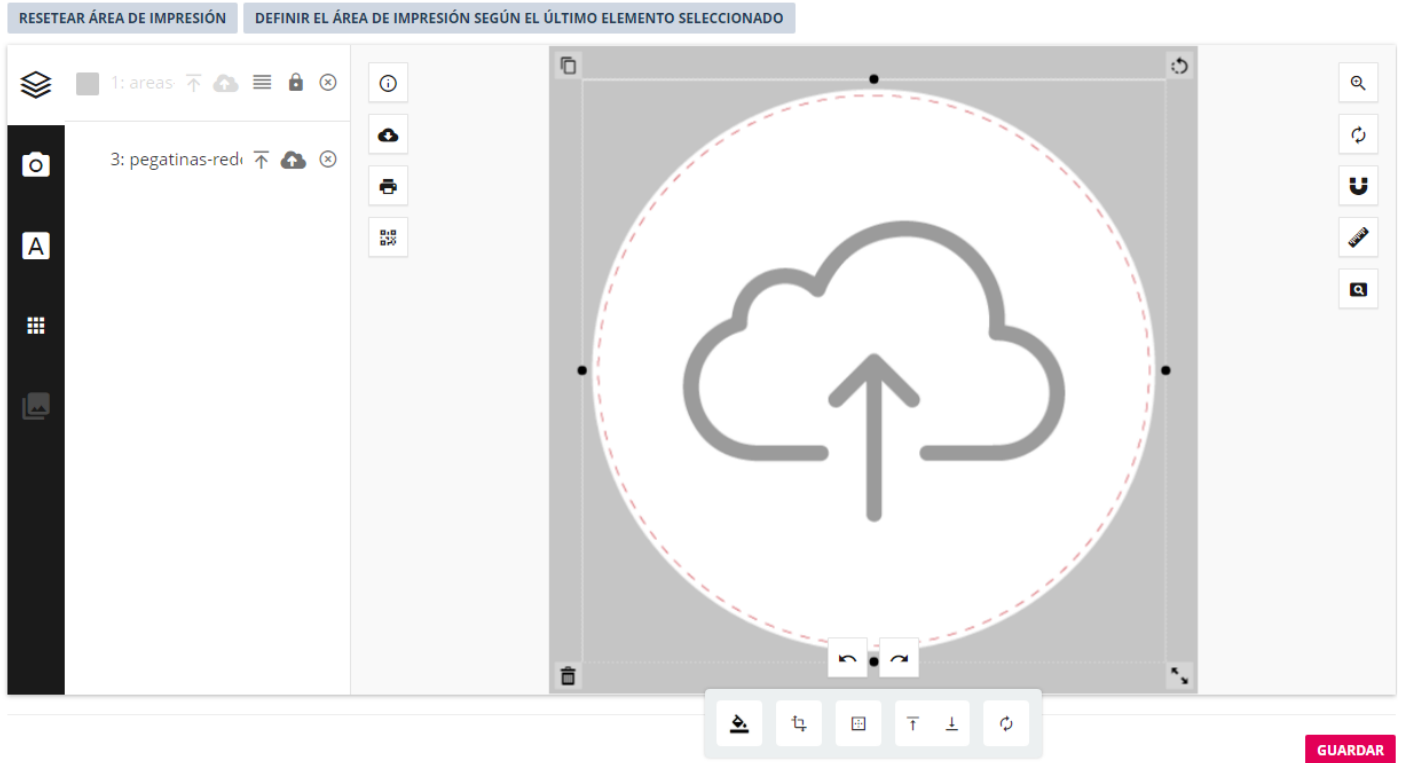 RESETEAR ÁREA DE IMPRESIÓN
DEFINIR EL ÁREA DE IMPRESIÓN SEGÚN EL ÚLTIMO ELEMENTO SELECCIONADO
1: areas
3: pegatinas-red
A
GUARDAR